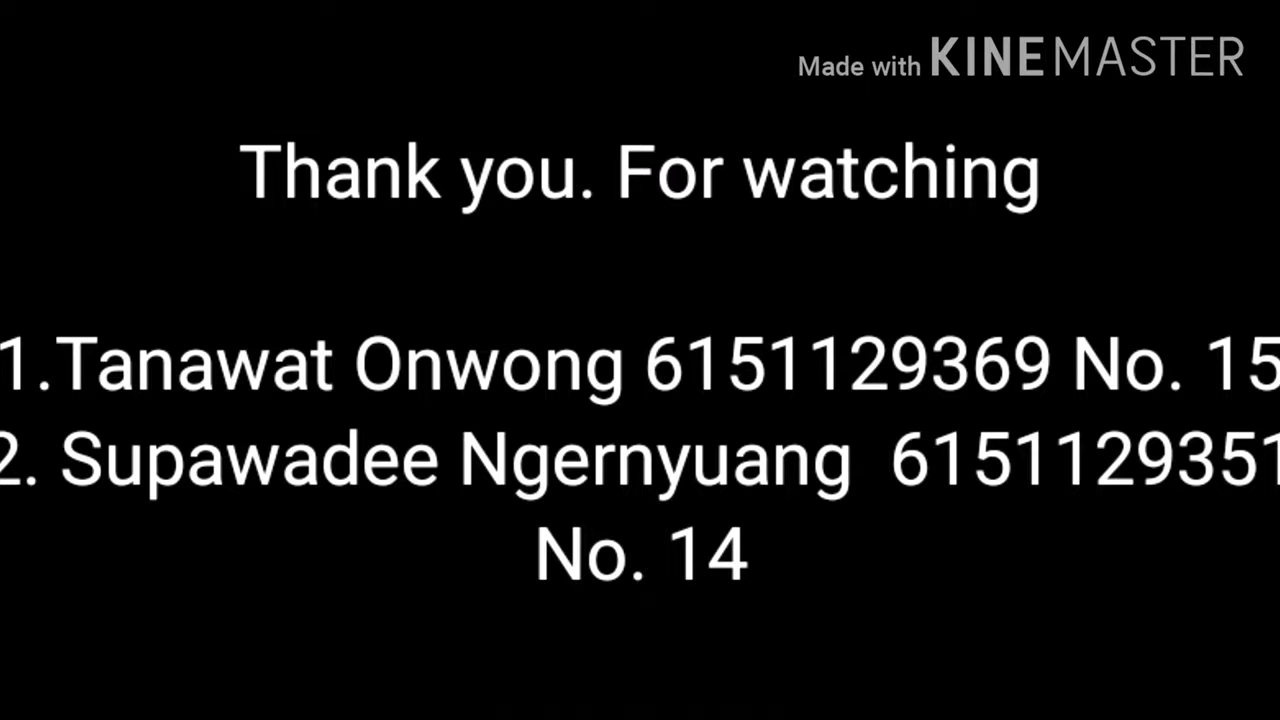 Made with KINEMASTER
Thank you. For watching
1.Tanawat Onwong 6151129369 No. 15
2. Supawadee Ngernyuang 6151129351
No. 14